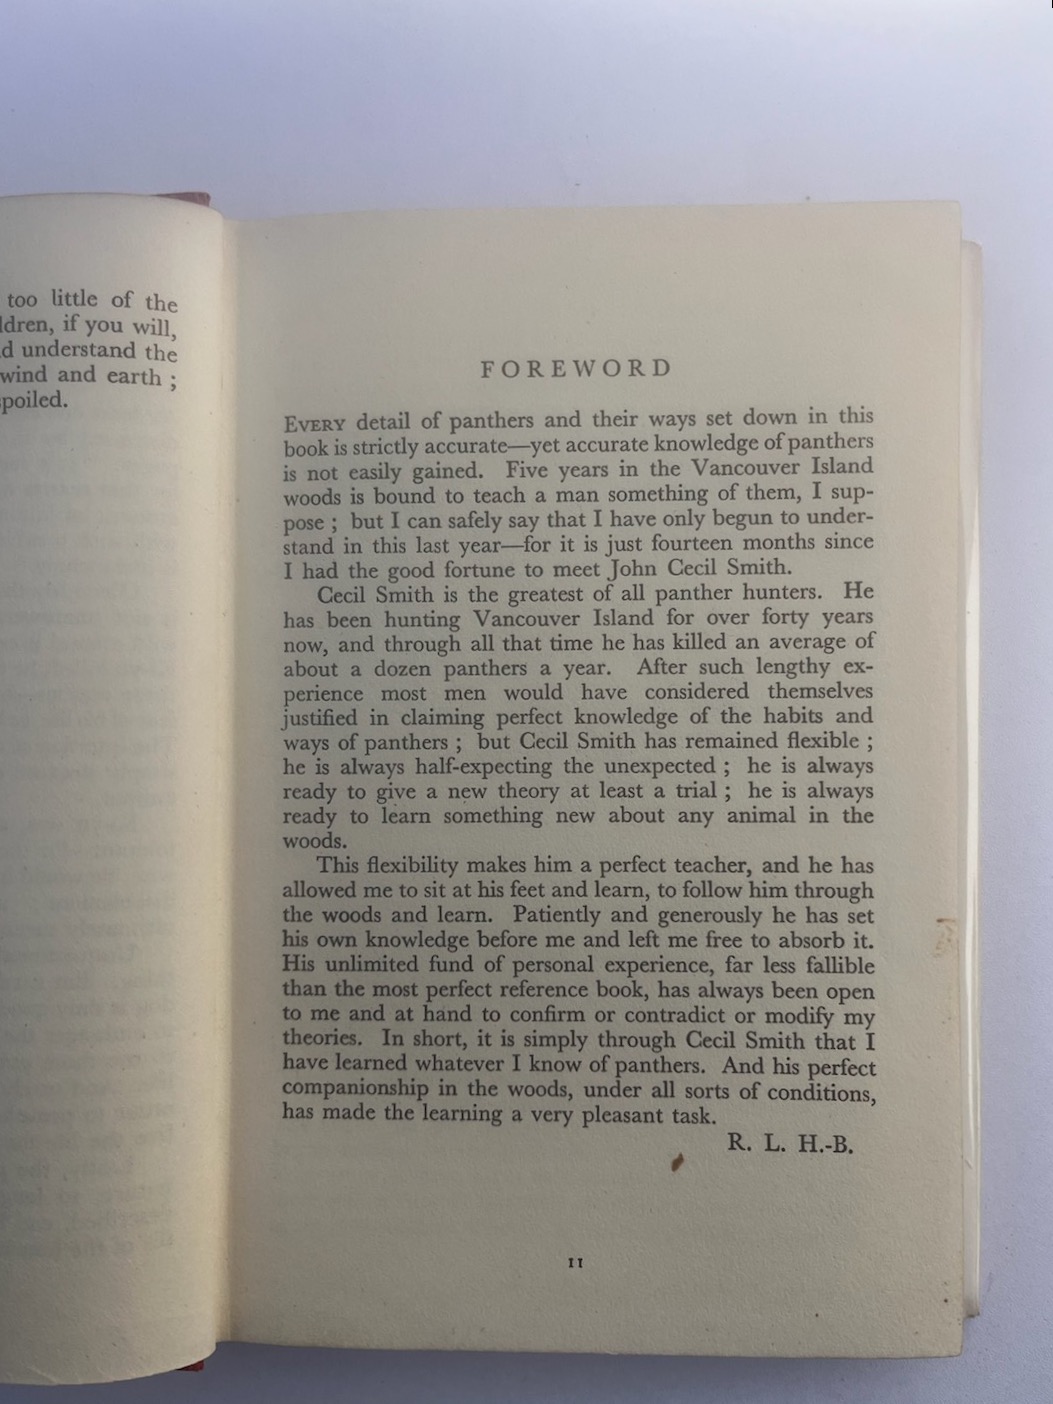 too little of the
ldren, if you will,
d understand the
wind and earth ;
poiled.
FOREWORD
EVERY detail of panthers and their ways set down in this
book is strictly accurate—yet accurate knowledge of panthers
is not easily gained. Five years in the Vancouver Island
woods is bound to teach a man something of them, I sup-
pose ; but I can safely say that I have only begun to under-
stand in this last year—for it is just fourteen months since
I had the good fortune to meet John Cecil Smith.
Cecil Smith is the greatest of all panther hunters. He
has been hunting Vancouver Island for over forty years
now, and through all that time he has killed an average of
about a dozen panthers a year. After such lengthy ex-
perience most men would have considered themselves
justified in claiming perfect knowledge of the habits and
ways of panthers ; but Cecil Smith has remained flexible ;
he is always half-expecting the unexpected ; he is always
ready to give a new theory at least a trial ; he is always
ready to learn something new about any animal in the
woods.
This flexibility makes him a perfect teacher, and he has
allowed me to sit at his feet and learn, to follow him through
the woods and learn. Patiently and generously he has set
his own knowledge before me and left me free to absorb it.
His unlimited fund of personal experience, far less fallible
than the most perfect reference book, has always been open
to me and at hand to confirm or contradict or modify my
theories. In short, it is simply through Cecil Smith that I
have learned whatever I know of panthers. And his perfect
companionship in the woods, under all sorts of conditions,
has made the learning a very pleasant task.
R. L. H.-B.
11